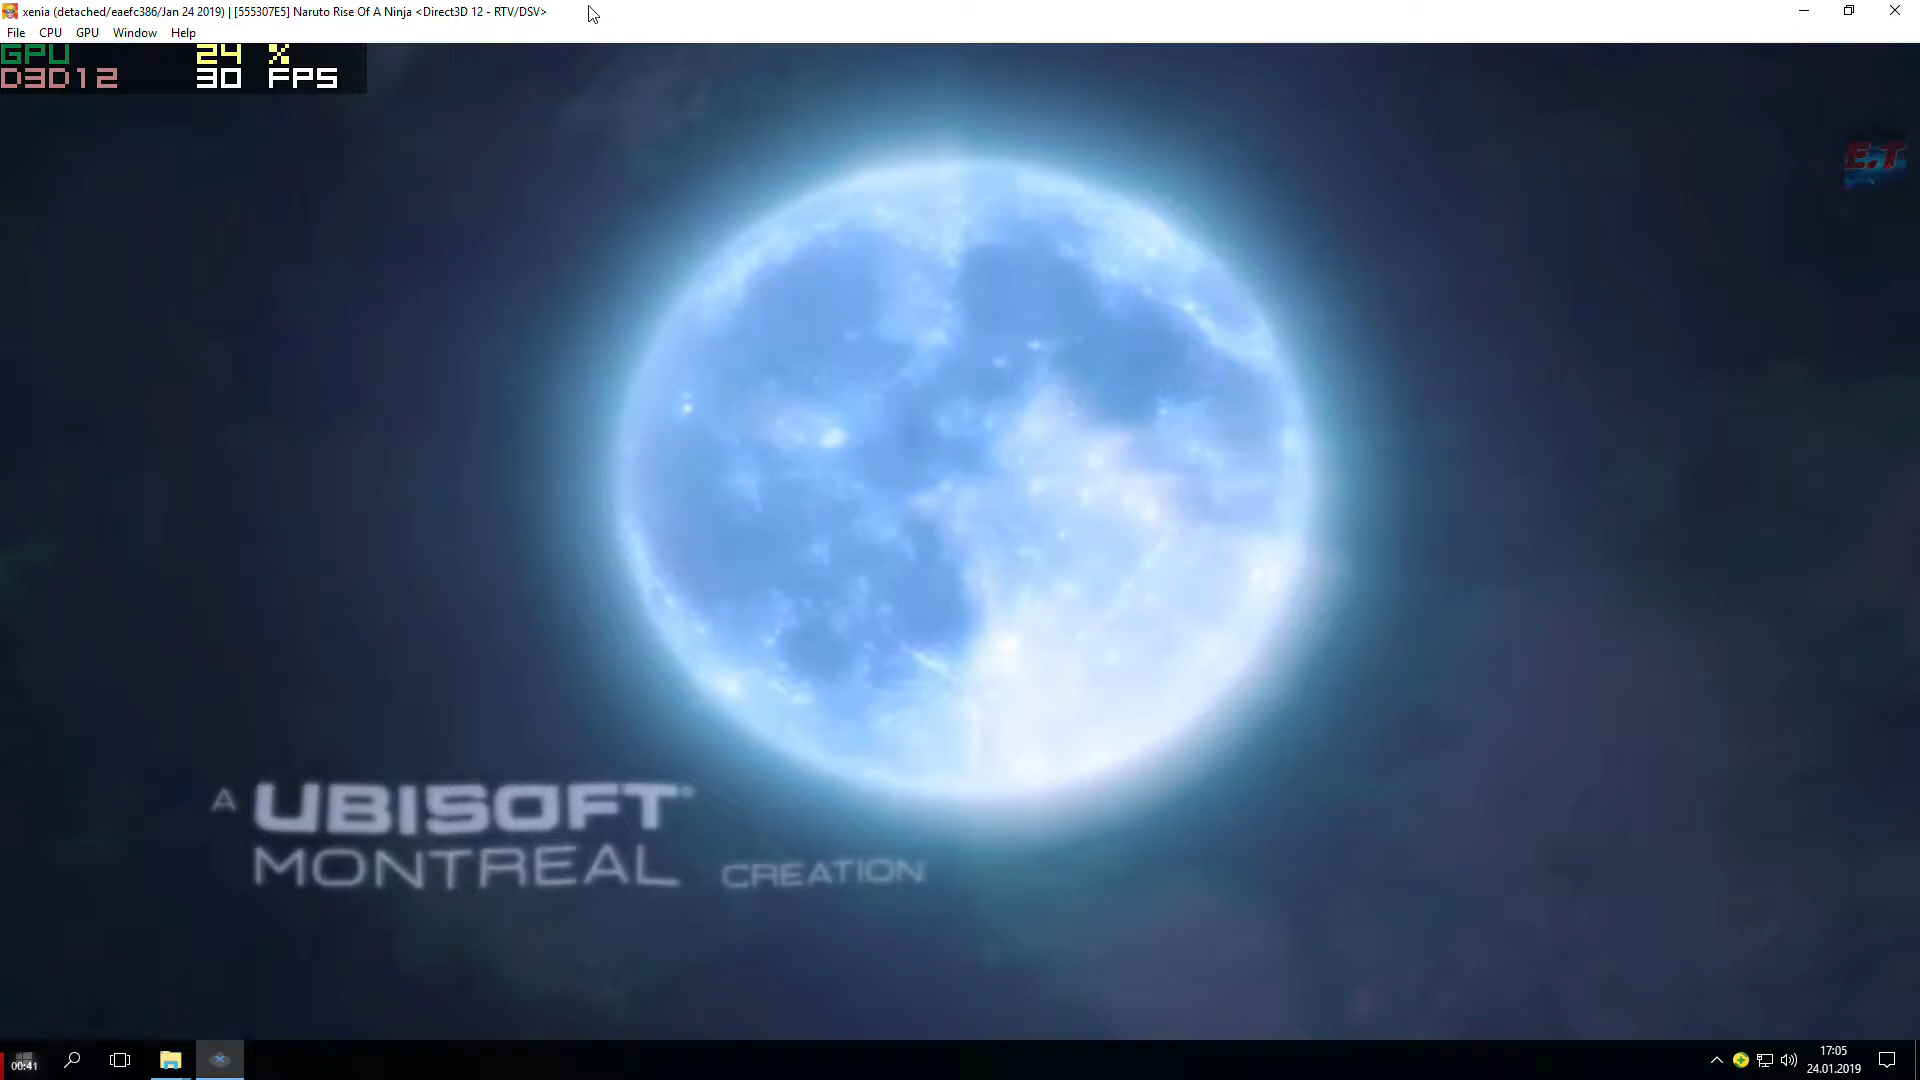 xenia (detached/eaefc386/Jan 24 2019) | [555307E5] Naruto Rise Of A Ninja <Direct3D 12 - RTV/DSV>
File CPU GPU Window Help
GPU 24 %
D3D12 30 FPS
E.T
A UBISOFT®
MONTREAL CREATION
00:41
17:05
24.01.2019